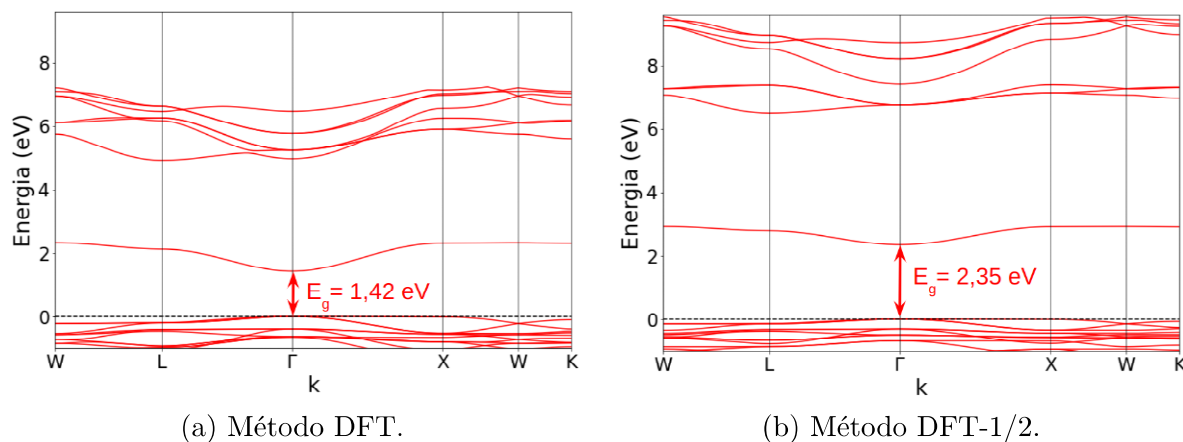 8
6
4
2
0
Energia (eV)
E_g= 1,42 eV
W L Γ X W K
k
(a) Método DFT.
8
6
4
2
0
Energia (eV)
E_g= 2,35 eV
W L Γ X W K
k
(b) Método DFT-1/2.